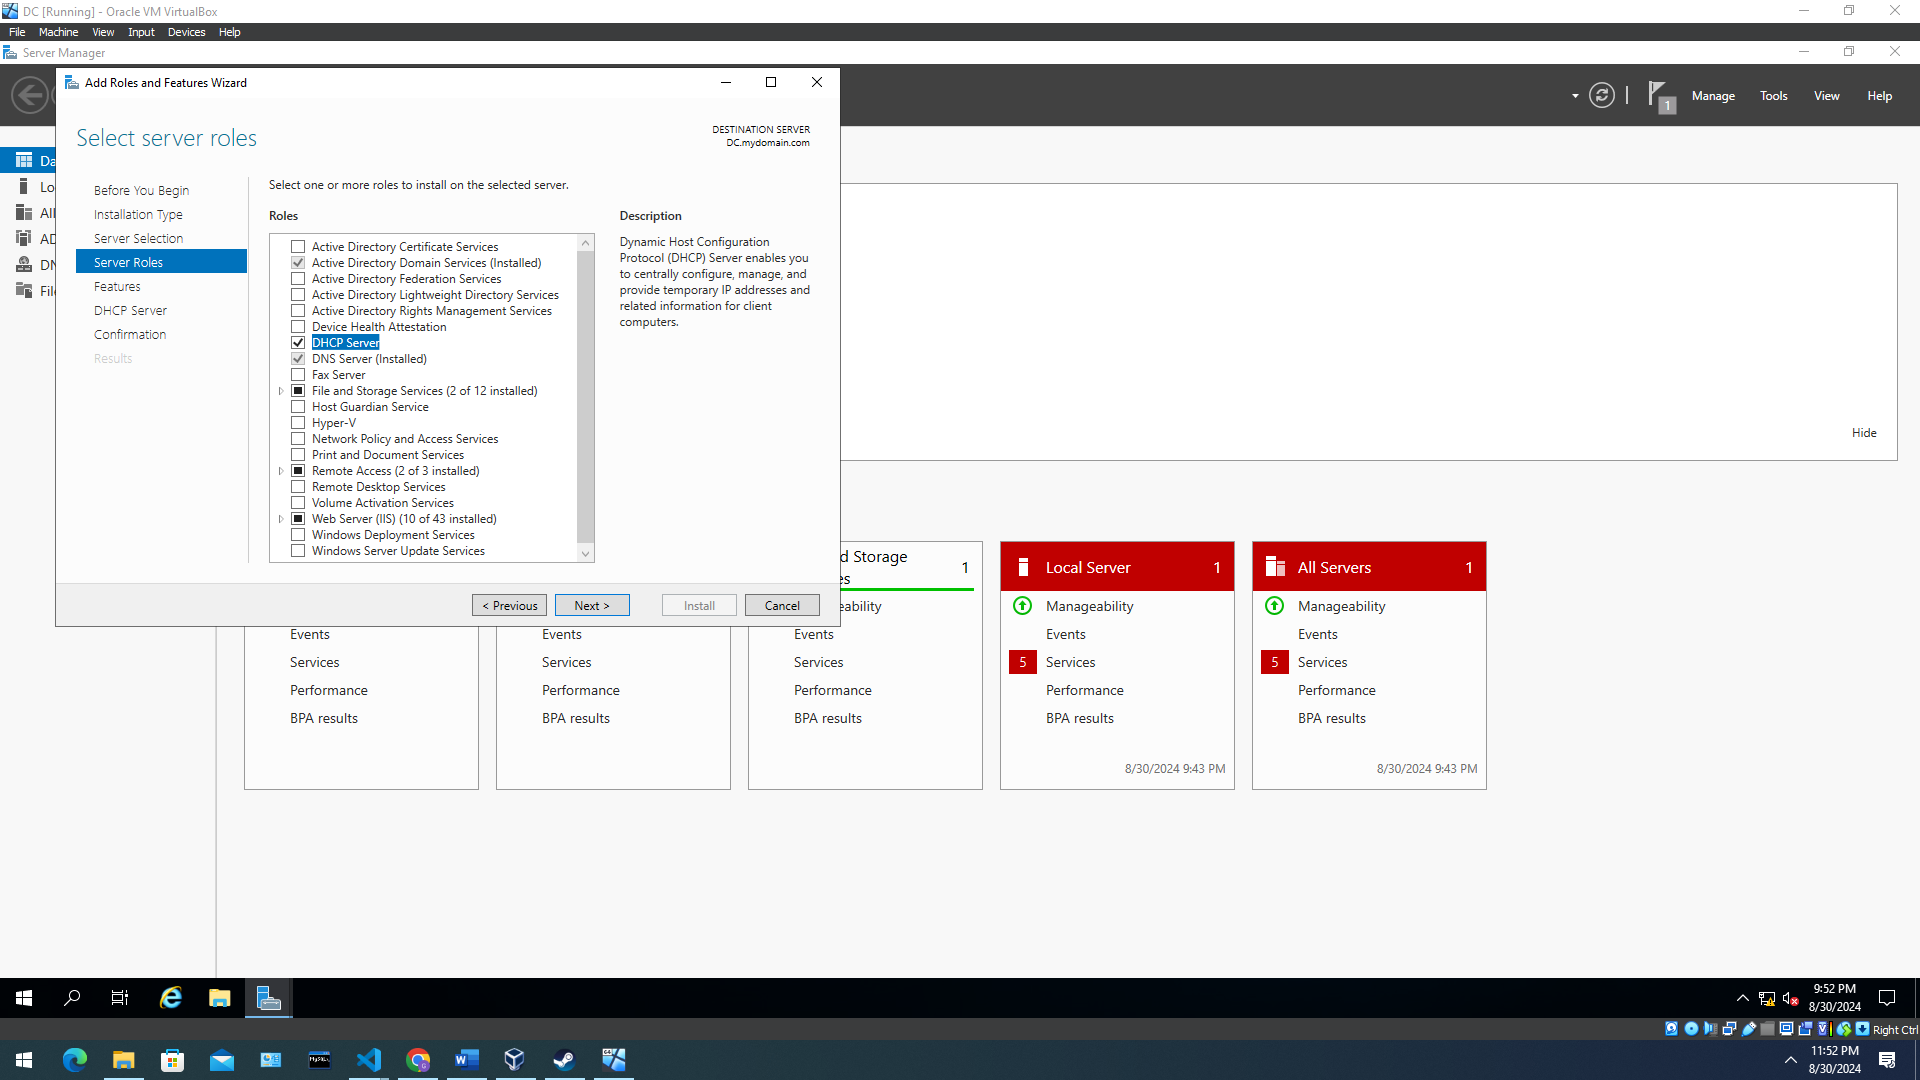 DC [Running] - Oracle VM VirtualBox
File Machine View Input Devices Help
Server Manager
Add Roles and Features Wizard
1
Manage Tools View Help
Select server roles
DESTINATION SERVER
DC.mydomain.com
Da
Lo
All
AD
DN
File
Before You Begin
Installation Type
Server Selection
Server Roles
Features
DHCP Server
Confirmation
Results
Select one or more roles to install on the selected server.
Roles
Active Directory Certificate Services
Active Directory Domain Services (Installed)
Active Directory Federation Services
Active Directory Lightweight Directory Services
Active Directory Rights Management Services
Device Health Attestation
DHCP Server
DNS Server (Installed)
Fax Server
File and Storage Services (2 of 12 installed)
Host Guardian Service
Hyper-V
Network Policy and Access Services
Print and Document Services
Remote Access (2 of 3 installed)
Remote Desktop Services
Volume Activation Services
Web Server (IIS) (10 of 43 installed)
Windows Deployment Services
Windows Server Update Services
Description
Dynamic Host Configuration
Protocol (DHCP) Server enables you
to centrally configure, manage, and
provide temporary IP addresses and
related information for client
computers.
< Previous Next > Install Cancel
Hide
Events
Services
Performance
BPA results
Events
Services
Performance
BPA results
d Storage
es
1
eability
Events
Services
Performance
BPA results
Local Server 1
Manageability
Events
5 Services
Performance
BPA results
8/30/2024 9:43 PM
All Servers 1
Manageability
Events
5 Services
Performance
BPA results
8/30/2024 9:43 PM
9:52 PM
8/30/2024
Right Ctrl
11:52 PM
8/30/2024